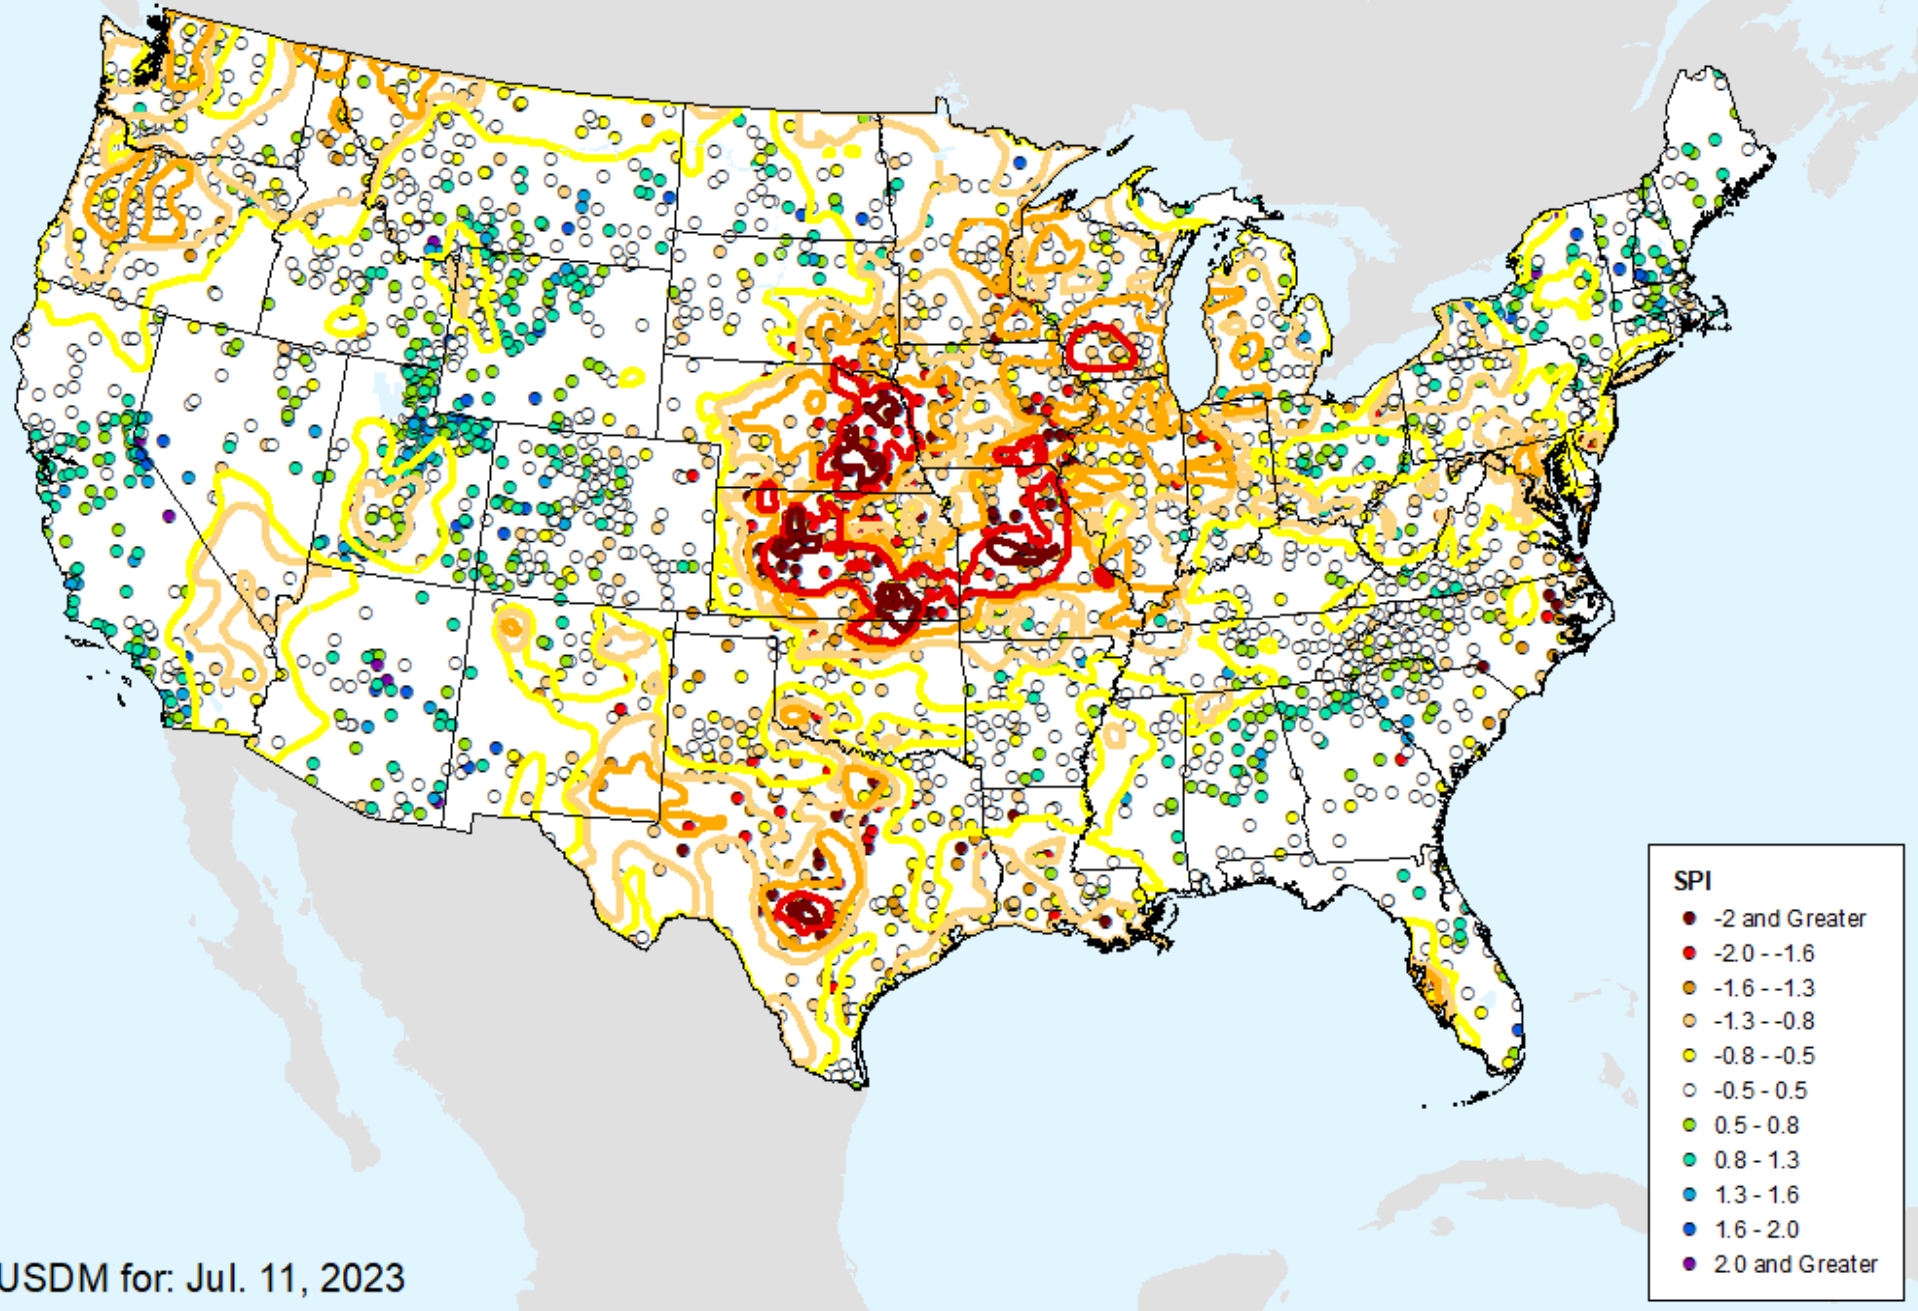 SPI
-2 and Greater
-2.0 - -1.6
-1.6 - -1.3
-1.3 - -0.8
-0.8 - -0.5
-0.5 - 0.5
0.5 - 0.8
0.8 - 1.3
1.3 - 1.6
1.6 - 2.0
2.0 and Greater
USDM for: Jul. 11, 2023